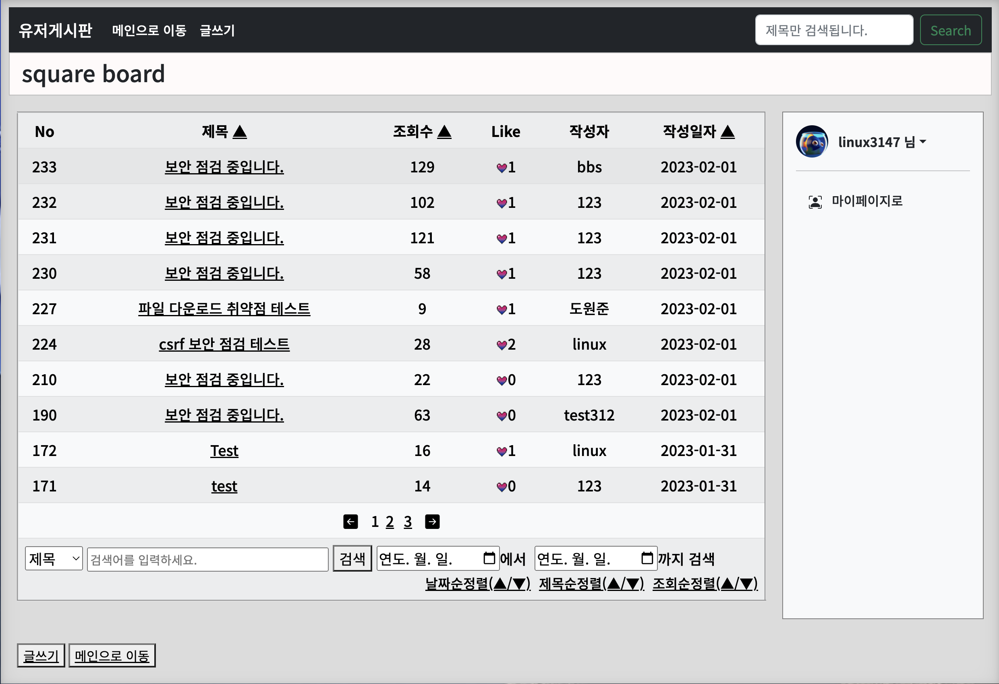 유저게시판 메인으로 이동 글쓰기 제목만 검색됩니다. Search
square board
No 제목 ▲ 조회수 ▲ Like 작성자 작성일자 ▲
linux3147 님
233 보안 점검 중입니다. 129 1 bbs 2023-02-01
232 보안 점검 중입니다. 102 1 123 2023-02-01
마이페이지로
231 보안 점검 중입니다. 121 1 123 2023-02-01
230 보안 점검 중입니다. 58 1 123 2023-02-01
227 파일 다운로드 취약점 테스트 9 1 도원준 2023-02-01
224 csrf 보안 점검 테스트 28 2 linux 2023-02-01
210 보안 점검 중입니다. 22 0 123 2023-02-01
190 보안 점검 중입니다. 63 0 test312 2023-02-01
172 Test 16 1 linux 2023-01-31
171 test 14 0 123 2023-01-31
← 1 2 3 →
제목 검색어를 입력하세요. 검색 연도. 월. 일. 에서 연도. 월. 일. 까지 검색
날짜순정렬(▲/▼) 제목순정렬(▲/▼) 조회순정렬(▲/▼)
글쓰기 메인으로 이동